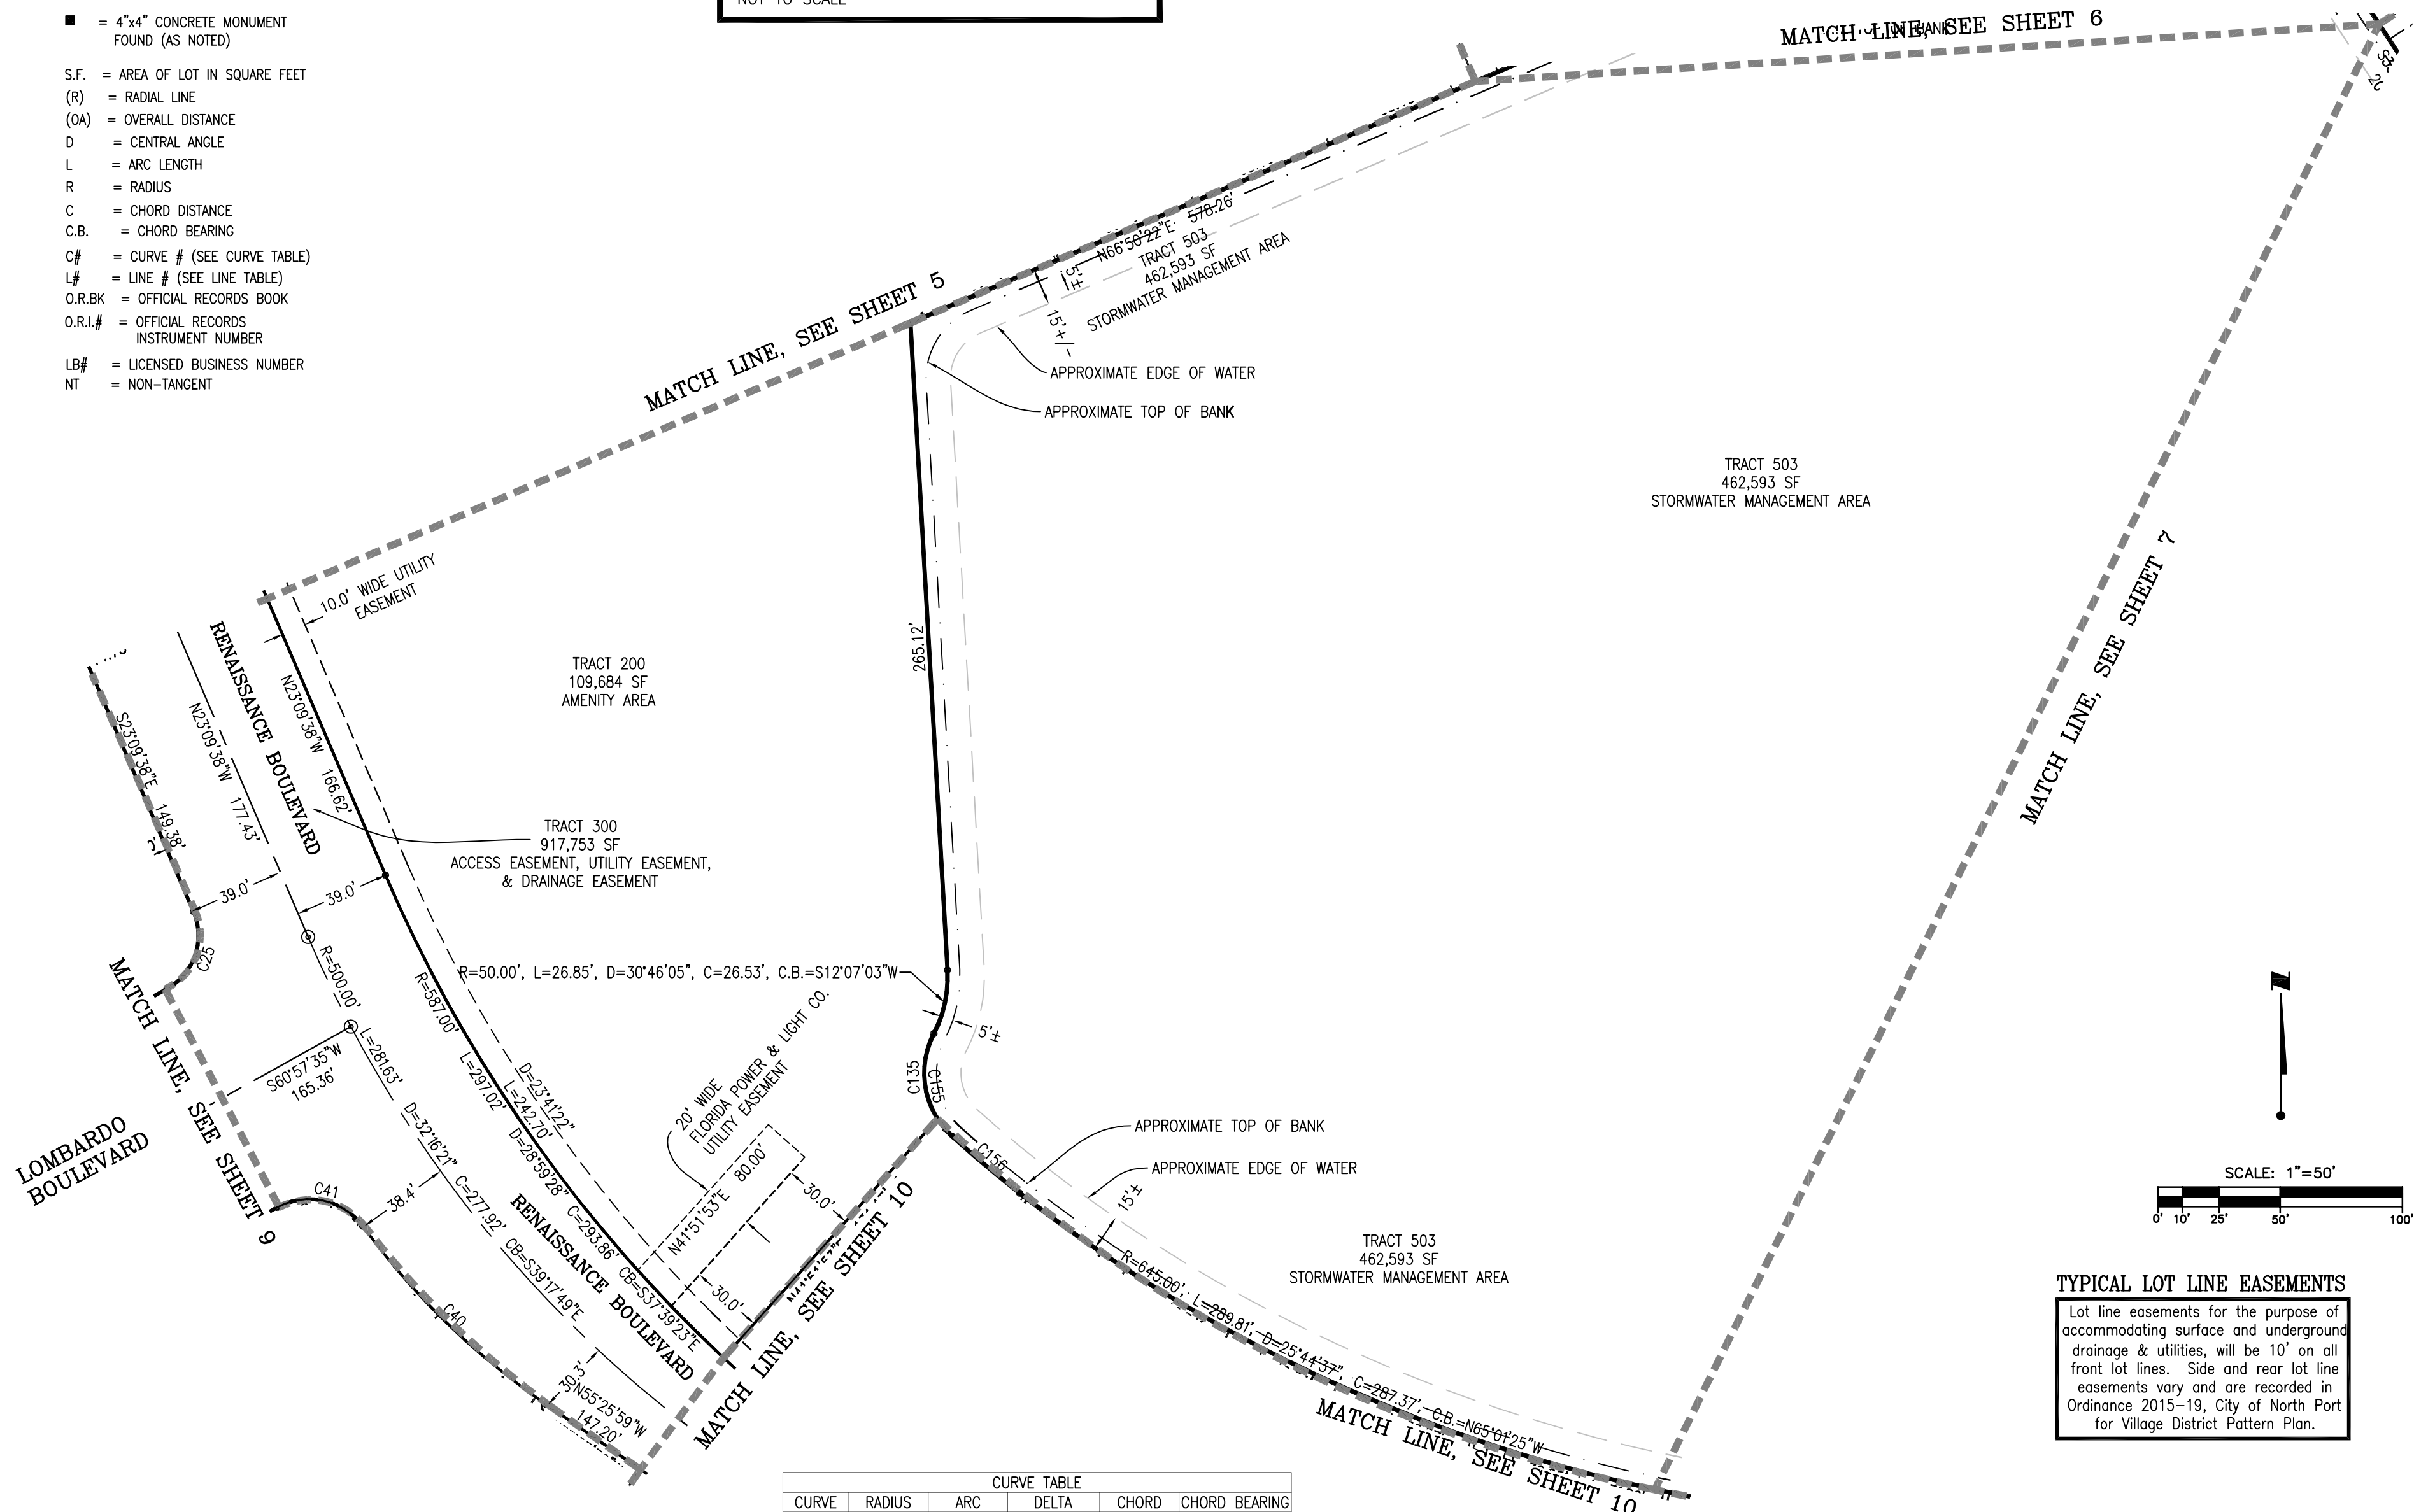 NOT TO SCALE
■ = 4"x4" CONCRETE MONUMENT
FOUND (AS NOTED)
S.F. = AREA OF LOT IN SQUARE FEET
(R) = RADIAL LINE
(OA) = OVERALL DISTANCE
D = CENTRAL ANGLE
L = ARC LENGTH
R = RADIUS
C = CHORD DISTANCE
C.B. = CHORD BEARING
C# = CURVE # (SEE CURVE TABLE)
L# = LINE # (SEE LINE TABLE)
O.R.BK = OFFICIAL RECORDS BOOK
O.R.I.# = OFFICIAL RECORDS
INSTRUMENT NUMBER
LB# = LICENSED BUSINESS NUMBER
NT = NON-TANGENT
MATCH LINE, SEE SHEET 6
BANK
MATCH LINE, SEE SHEET 5
N66°50'22"E 578.26'
TRACT 503
462,593 SF
STORMWATER MANAGEMENT AREA
5'±
15'+/-
APPROXIMATE EDGE OF WATER
APPROXIMATE TOP OF BANK
TRACT 503
462,593 SF
STORMWATER MANAGEMENT AREA
MATCH LINE, SEE SHEET 7
10.0' WIDE UTILITY
EASEMENT
265.12'
TRACT 200
109,684 SF
AMENITY AREA
RENAISSANCE BOULEVARD
N23°09'38"W 166.62'
N23°09'38"W 177.43'
S23°09'38"E 149.38'
TRACT 300
917,753 SF
ACCESS EASEMENT, UTILITY EASEMENT,
& DRAINAGE EASEMENT
39.0'
39.0'
C25
R=500.00'
L=281.63'
D=32°16'21"
C=277.92'
CB=S39°17'49"E
R=587.00'
L=297.02'
D=28°59'28"
C=293.86'
CB=S37°39'23"E
D=23°41'22"
L=242.70'
R=50.00', L=26.85', D=30°46'05", C=26.53', C.B.=S12°07'03"W
5'±
C135
C155
C156
MATCH LINE, SEE SHEET 9
S60°57'35"W
165.36'
LOMBARDO
BOULEVARD
C41
38.4'
C40
RENAISSANCE BOULEVARD
20' WIDE
FLORIDA POWER & LIGHT CO.
UTILITY EASEMENT
N41°51'53"E 80.00'
30.0'
30.0'
MATCH LINE, SEE SHEET 10
30.3'
N55°25'59"W
147.20'
APPROXIMATE TOP OF BANK
APPROXIMATE EDGE OF WATER
15'±
TRACT 503
462,593 SF
STORMWATER MANAGEMENT AREA
R=645.00', L=289.81', D=25°44'37", C=287.37', C.B.=N65°01'25"W
MATCH LINE, SEE SHEET 10
N
SCALE: 1"=50'
0' 10' 25' 50' 100'
TYPICAL LOT LINE EASEMENTS
Lot line easements for the purpose of
accommodating surface and underground
drainage & utilities, will be 10' on all
front lot lines. Side and rear lot line
easements vary and are recorded in
Ordinance 2015-19, City of North Port
for Village District Pattern Plan.
CURVE TABLE
CURVE RADIUS ARC DELTA CHORD CHORD BEARING